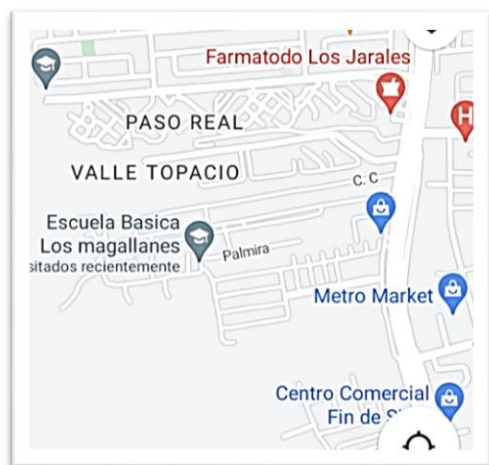 Farmatodo Los Jarales
H
PASO REAL
VALLE TOPACIO
C. C
Escuela Basica
Los magallanes
sitados recientemente
Palmira
Metro Market
Centro Comercial
Fin de